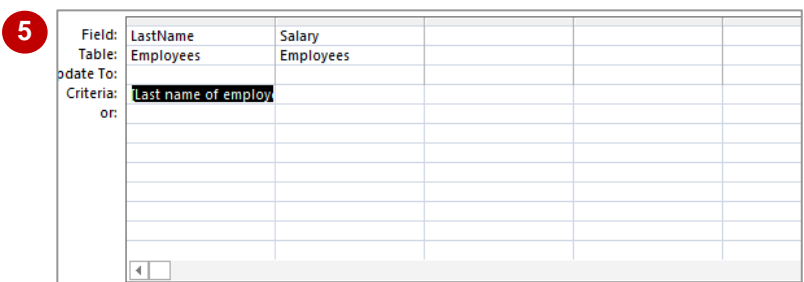 5
Field: LastName Salary
Table: Employees Employees
pdate To:
Criteria: [Last name of employe
or: